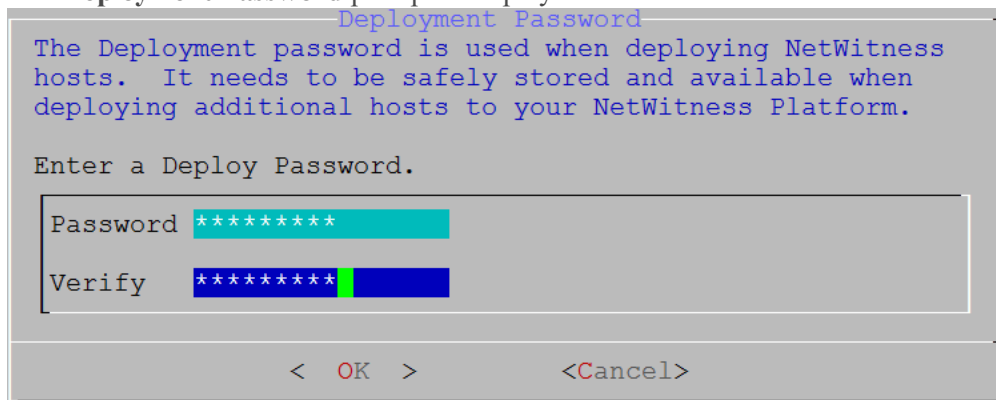 Deployment Password
The Deployment password is used when deploying NetWitness
hosts.  It needs to be safely stored and available when
deploying additional hosts to your NetWitness Platform.
Enter a Deploy Password.
Password *********
Verify *********
< OK > <Cancel>